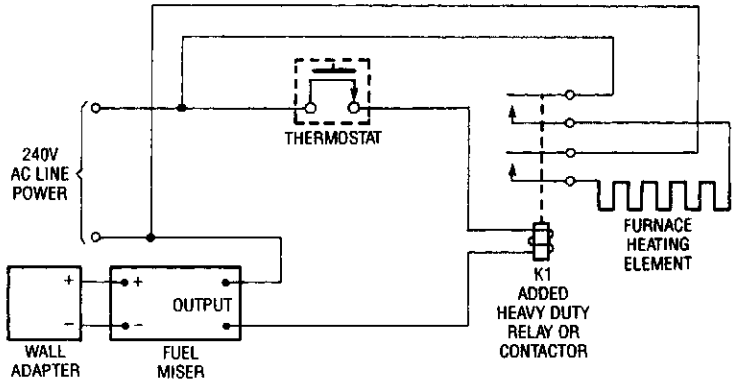 THERMOSTAT
240V
AC LINE
POWER
FURNACE
HEATING
ELEMENT
+
+
OUTPUT
−
−
K1
ADDED
HEAVY DUTY
RELAY OR
CONTACTOR
WALL
ADAPTER
FUEL
MISER